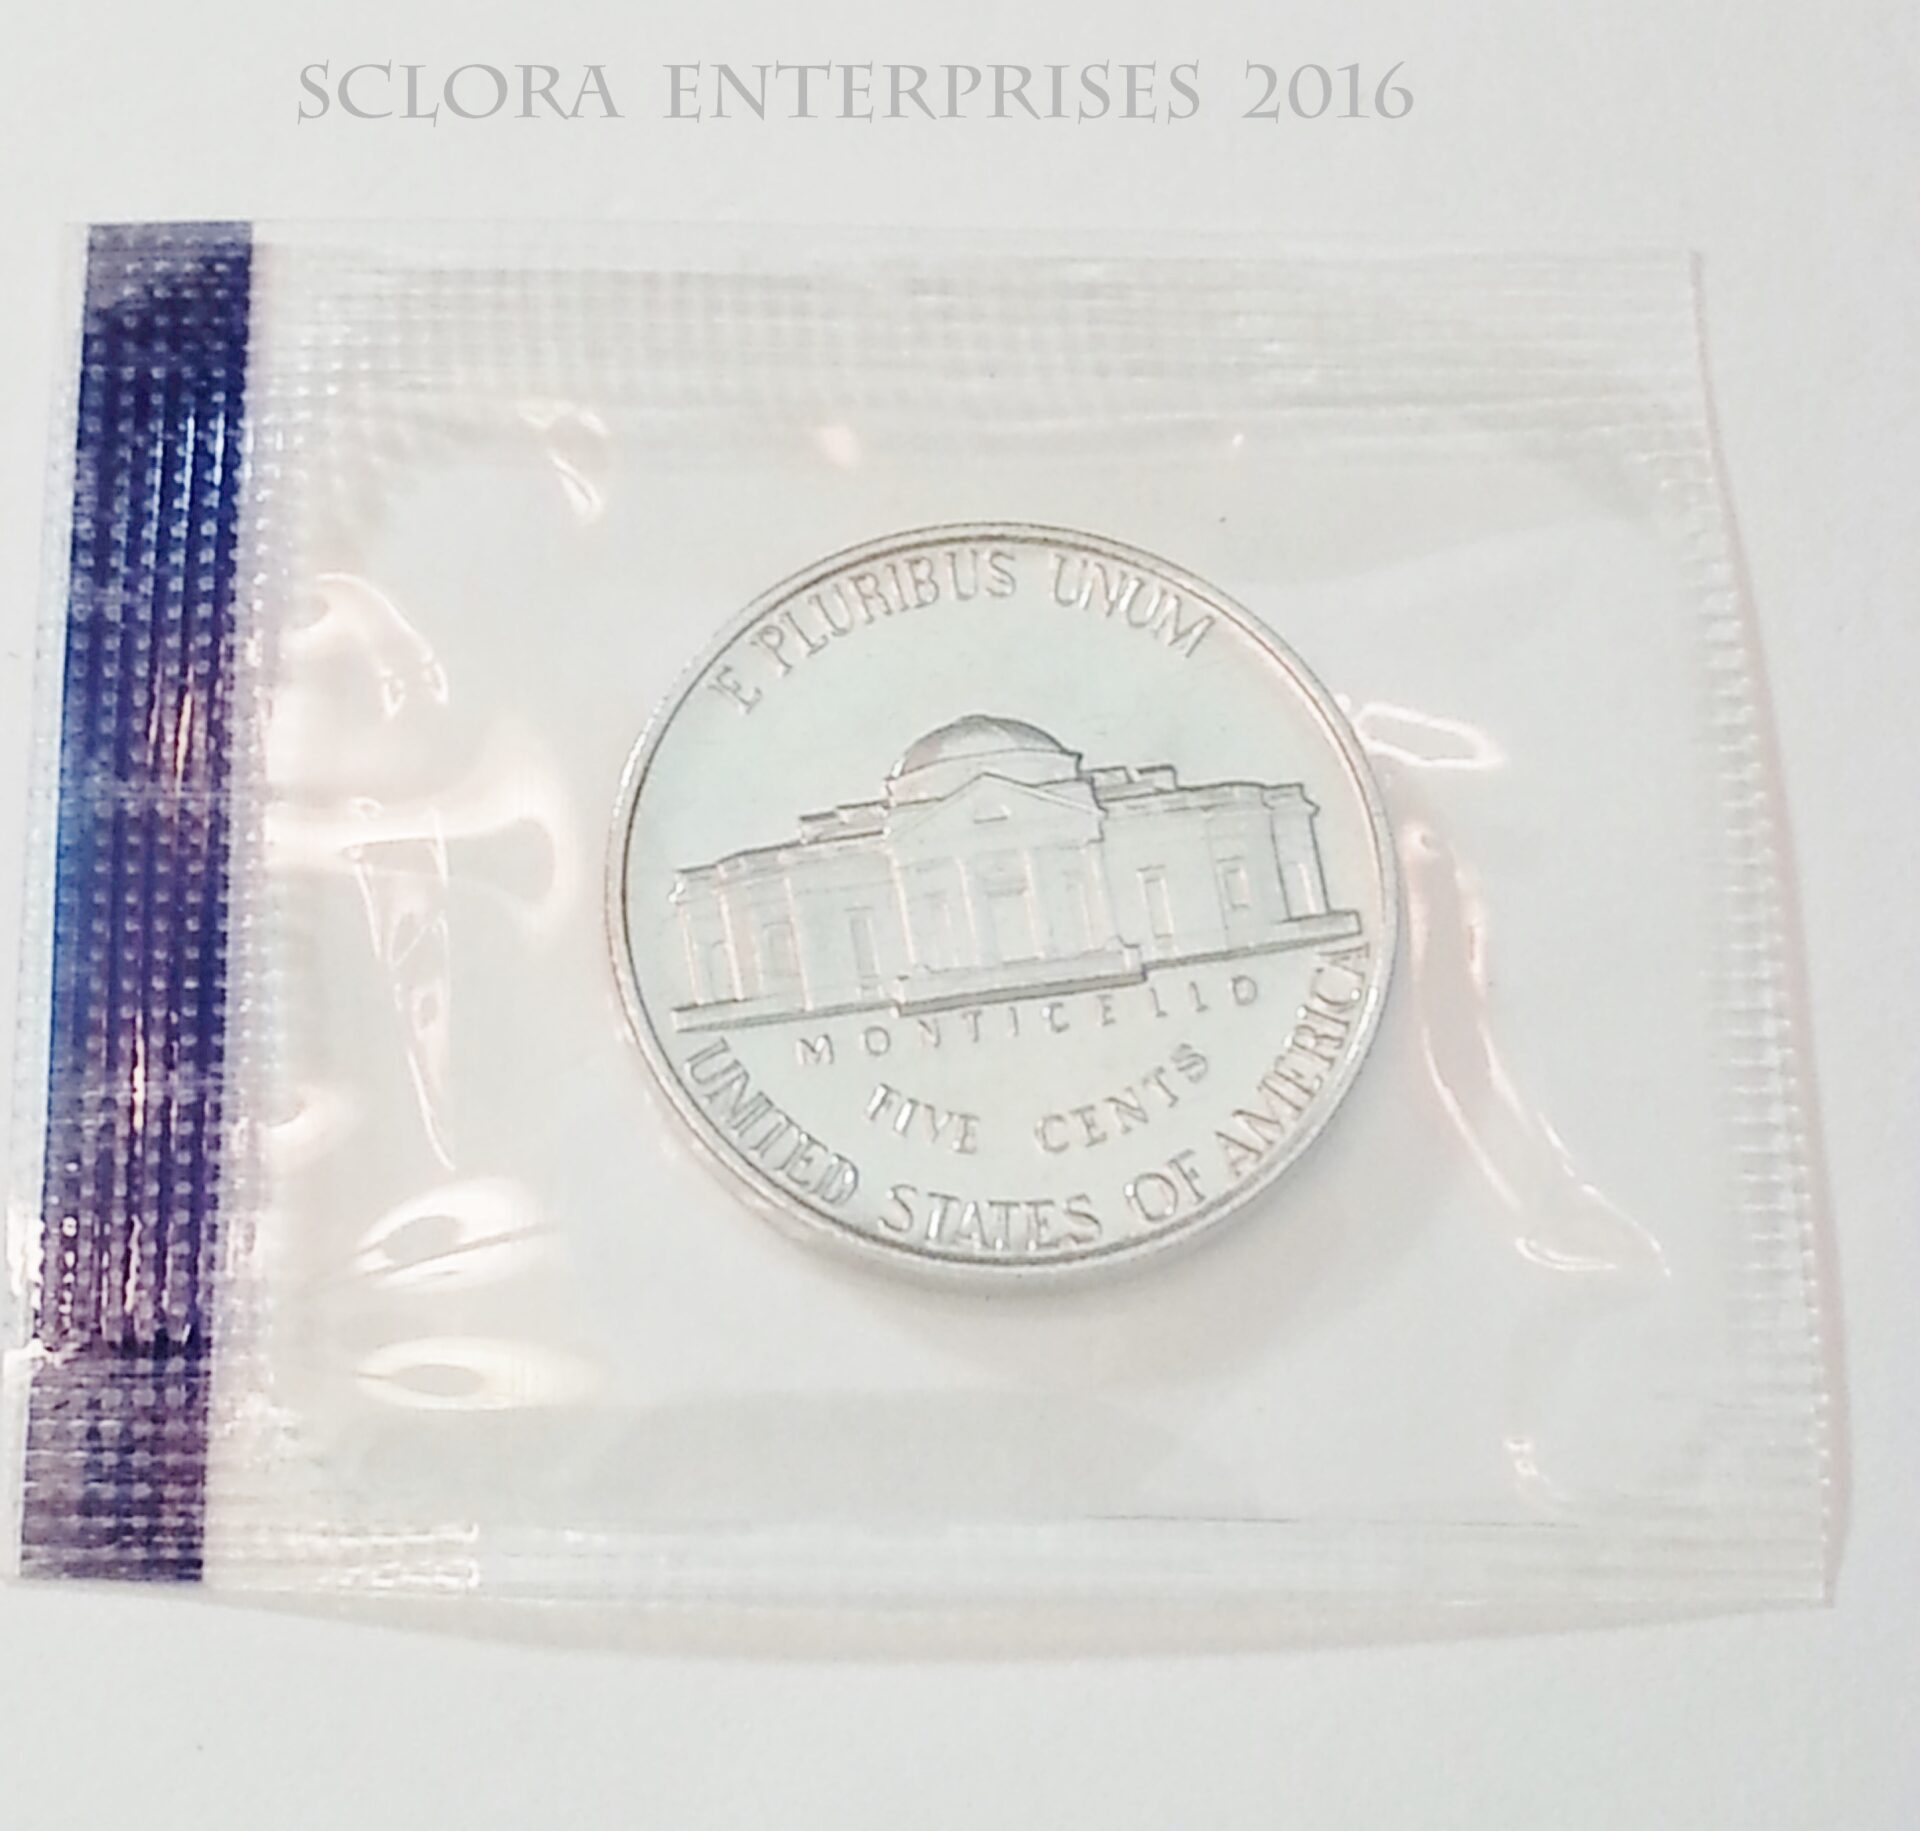 SCLORA ENTERPRISES 2016
E PLURIBUS UNUM
MONTICELLO
FIVE CENTS
UNITED STATES OF AMERICA